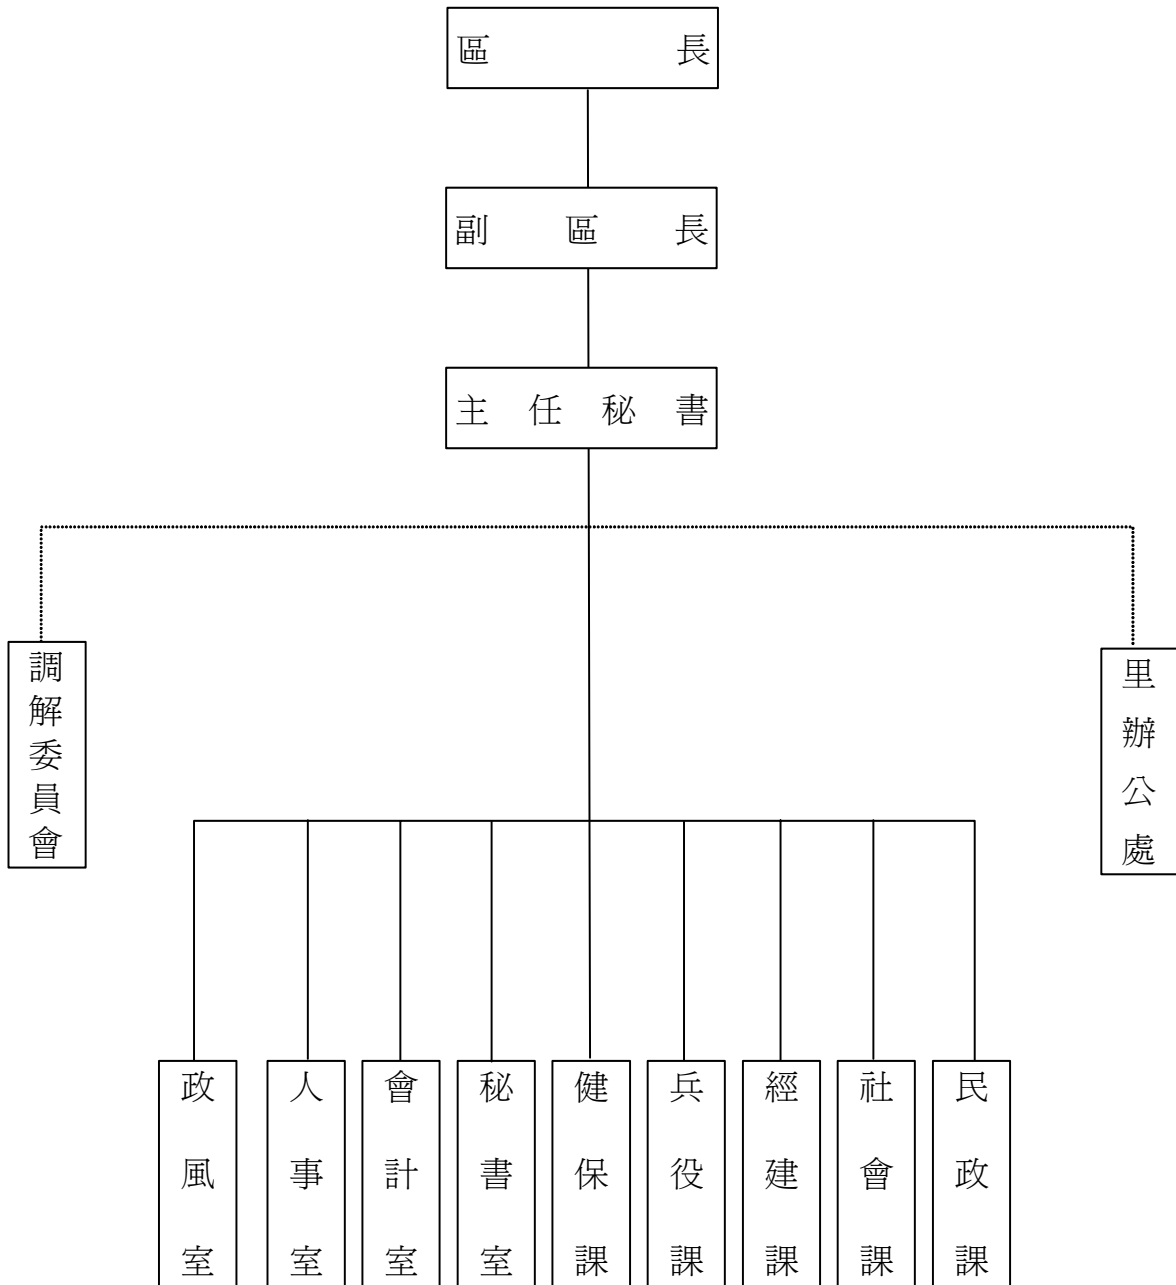 區長
副區長
主任秘書
調解委員會
里辦公處
政風室
人事室
會計室
秘書室
健保課
兵役課
經建課
社會課
民政課